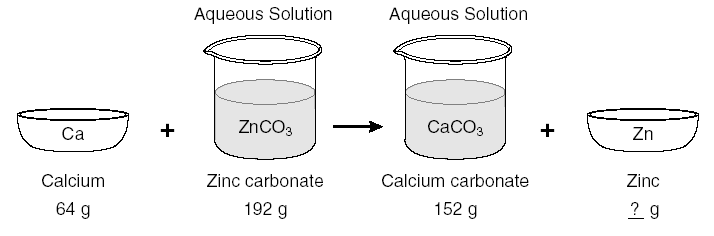 Aqueous Solution Aqueous Solution
Ca + ZnCO₃ → CaCO₃ + Zn
Calcium Zinc carbonate Calcium carbonate Zinc
64 g 192 g 152 g ? g